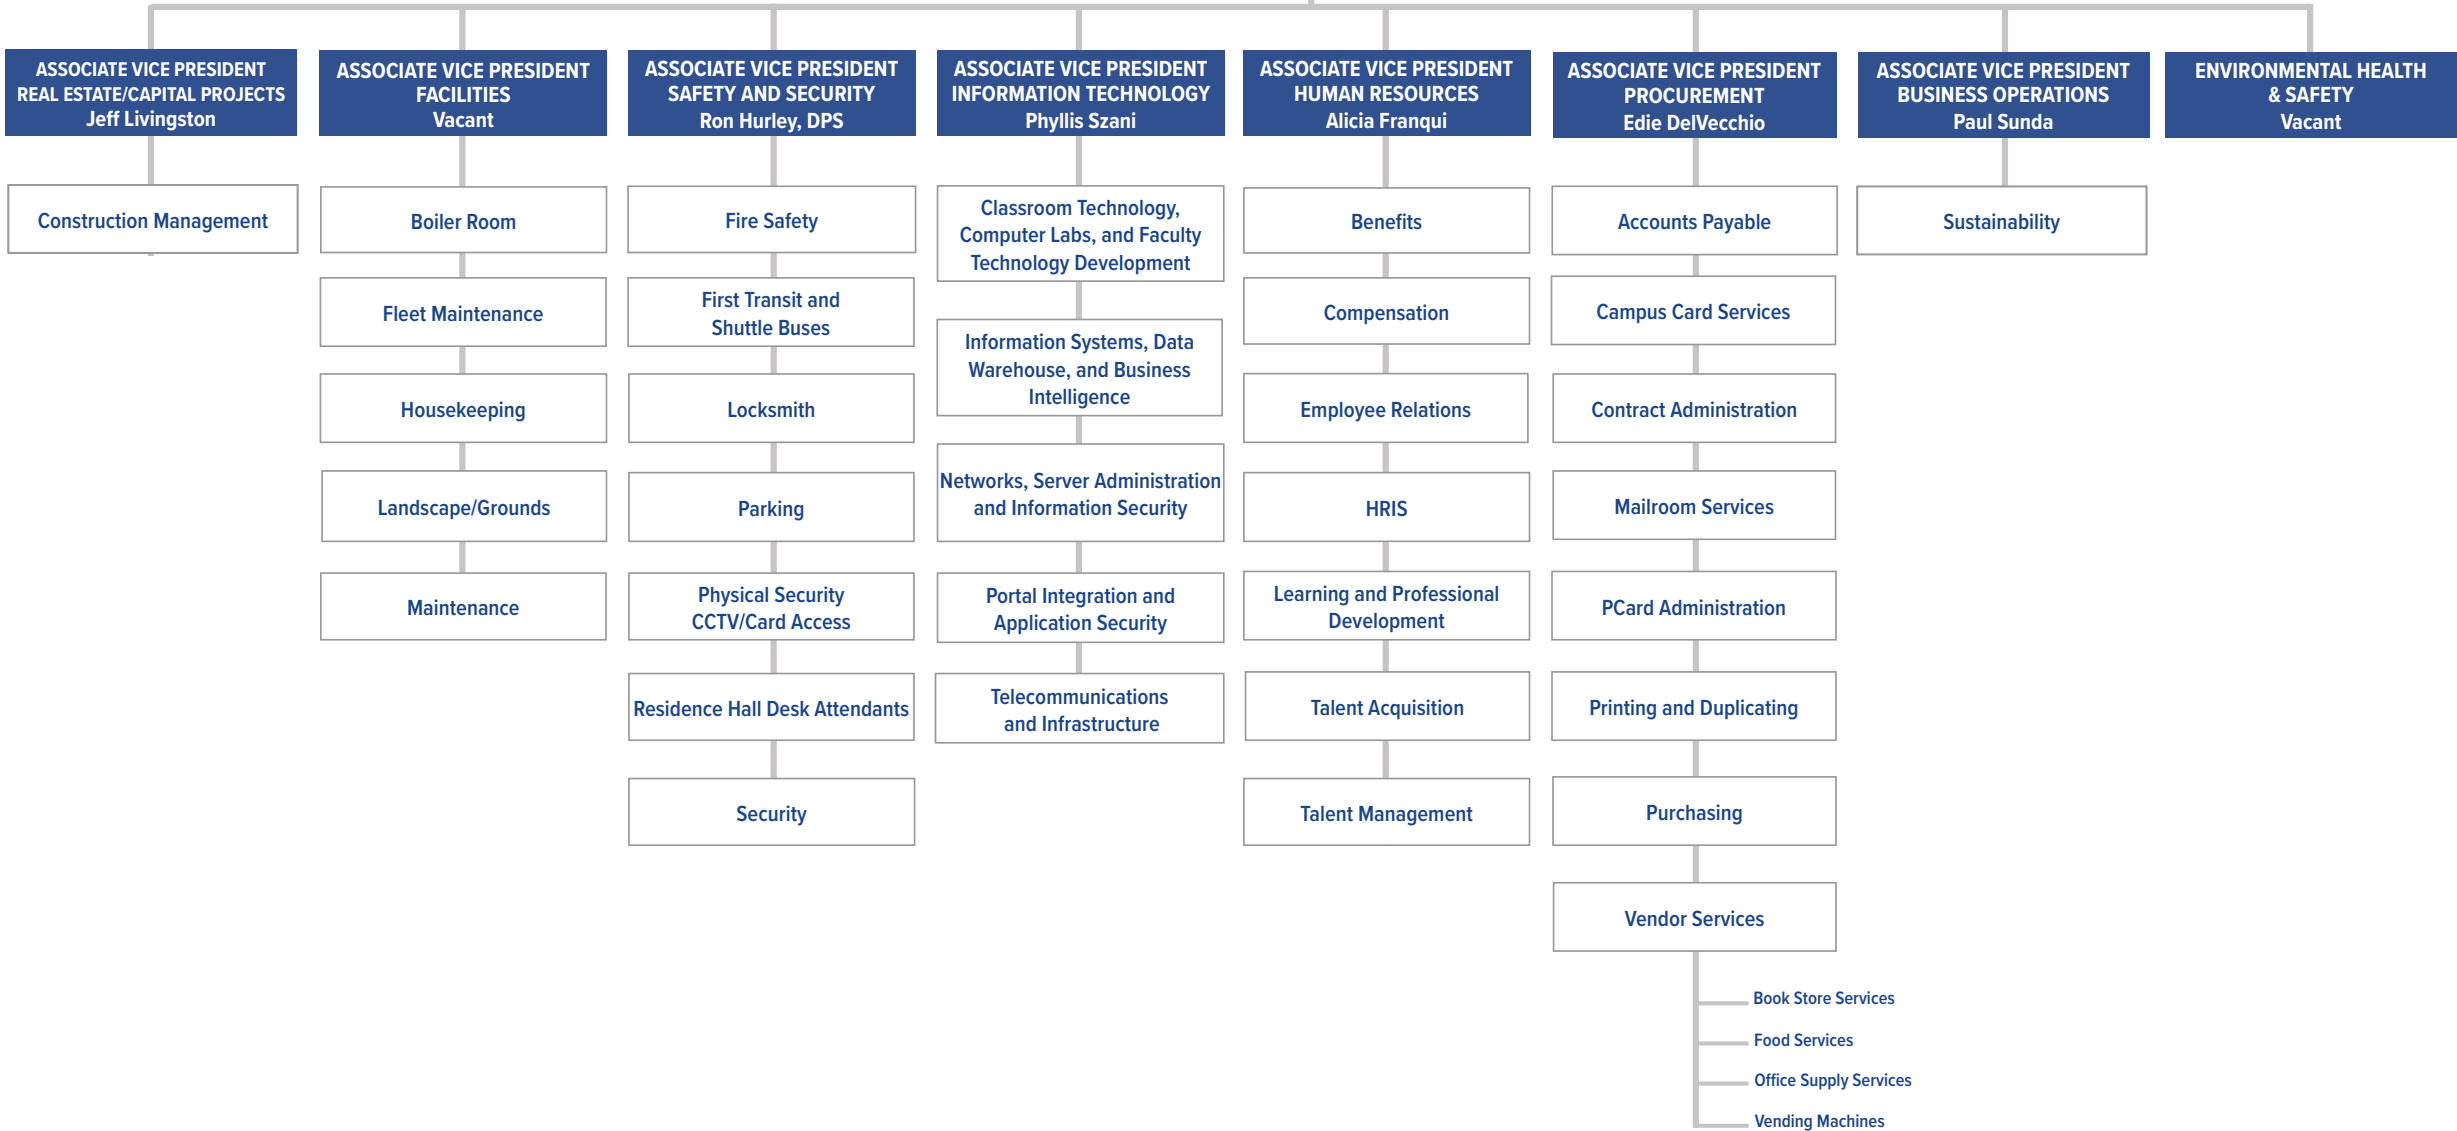 ASSOCIATE VICE PRESIDENT
REAL ESTATE/CAPITAL PROJECTS
Jeff Livingston
Construction Management
ASSOCIATE VICE PRESIDENT
FACILITIES
Vacant
Boiler Room
Fleet Maintenance
Housekeeping
Landscape/Grounds
Maintenance
ASSOCIATE VICE PRESIDENT
SAFETY AND SECURITY
Ron Hurley, DPS
Fire Safety
First Transit and
Shuttle Buses
Locksmith
Parking
Physical Security
CCTV/Card Access
Residence Hall Desk Attendants
Security
ASSOCIATE VICE PRESIDENT
INFORMATION TECHNOLOGY
Phyllis Szani
Classroom Technology,
Computer Labs, and Faculty
Technology Development
Information Systems, Data
Warehouse, and Business
Intelligence
Networks, Server Administration
and Information Security
Portal Integration and
Application Security
Telecommunications
and Infrastructure
ASSOCIATE VICE PRESIDENT
HUMAN RESOURCES
Alicia Franqui
Benefits
Compensation
Employee Relations
HRIS
Learning and Professional
Development
Talent Acquisition
Talent Management
ASSOCIATE VICE PRESIDENT
PROCUREMENT
Edie DelVecchio
Accounts Payable
Campus Card Services
Contract Administration
Mailroom Services
PCard Administration
Printing and Duplicating
Purchasing
Vendor Services
Book Store Services
Food Services
Office Supply Services
Vending Machines
ASSOCIATE VICE PRESIDENT
BUSINESS OPERATIONS
Paul Sunda
Sustainability
ENVIRONMENTAL HEALTH
& SAFETY
Vacant